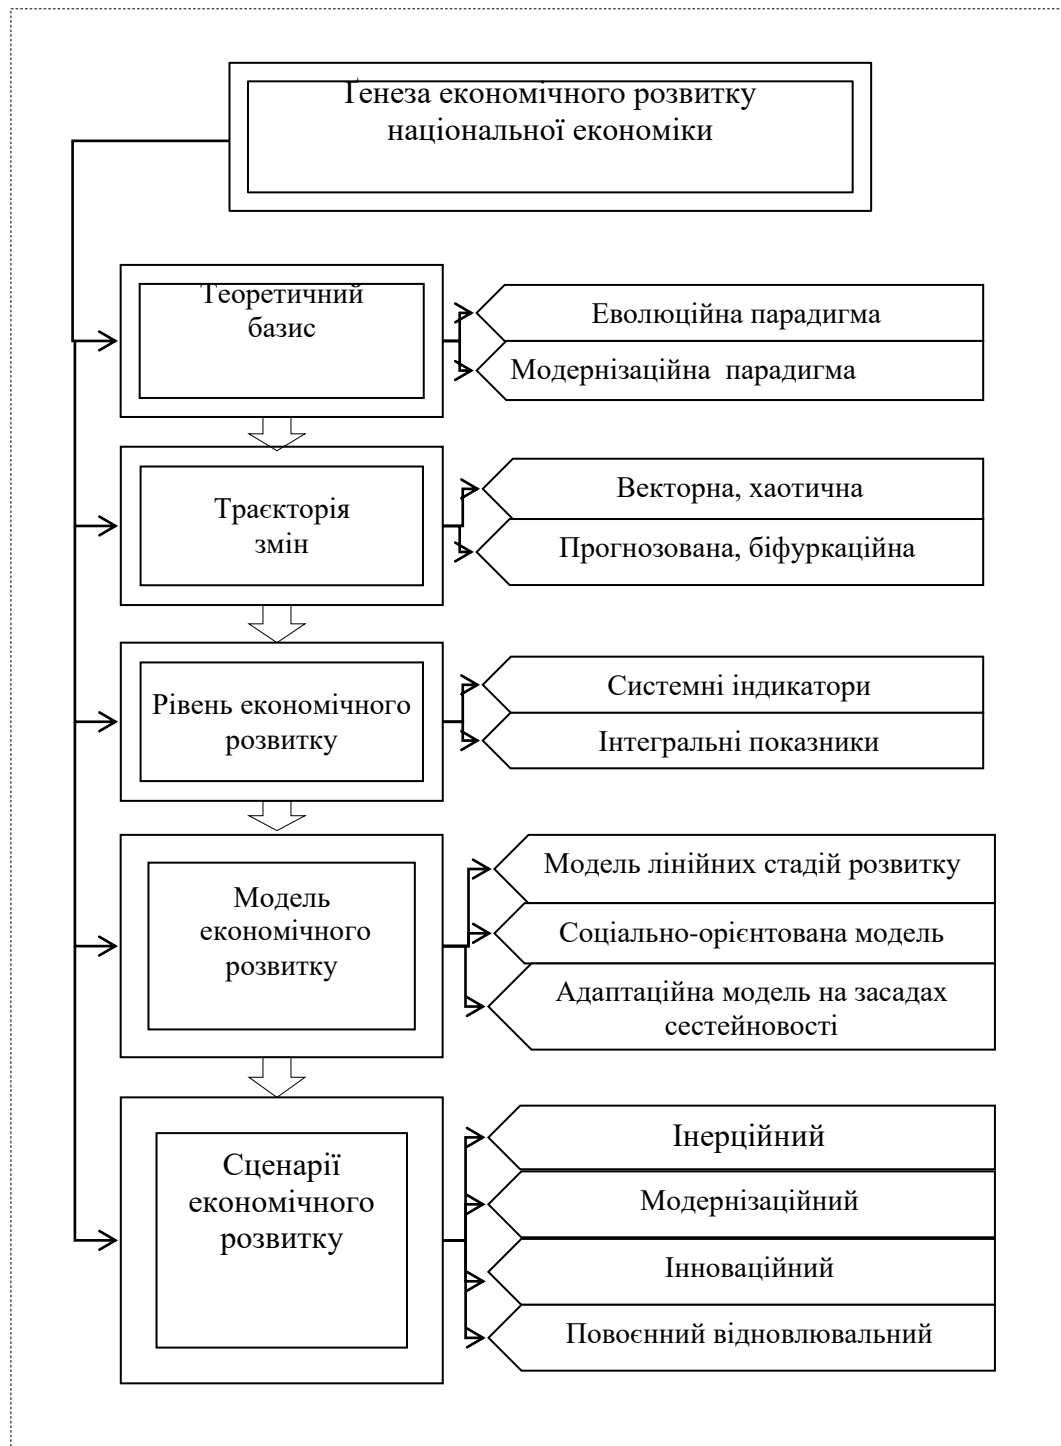 Ґенеза економічного розвитку
національної економіки
Теоретичний
базис
Еволюційна парадигма
Модернізаційна парадигма
Траєкторія
змін
Векторна, хаотична
Прогнозована, біфуркаційна
Рівень економічного
розвитку
Системні індикатори
Інтегральні показники
Модель
економічного
розвитку
Модель лінійних стадій розвитку
Соціально-орієнтована модель
Адаптаційна модель на засадах
сестейновості
Сценарії
економічного
розвитку
Інерційний
Модернізаційний
Інноваційний
Повоєнний відновлювальний